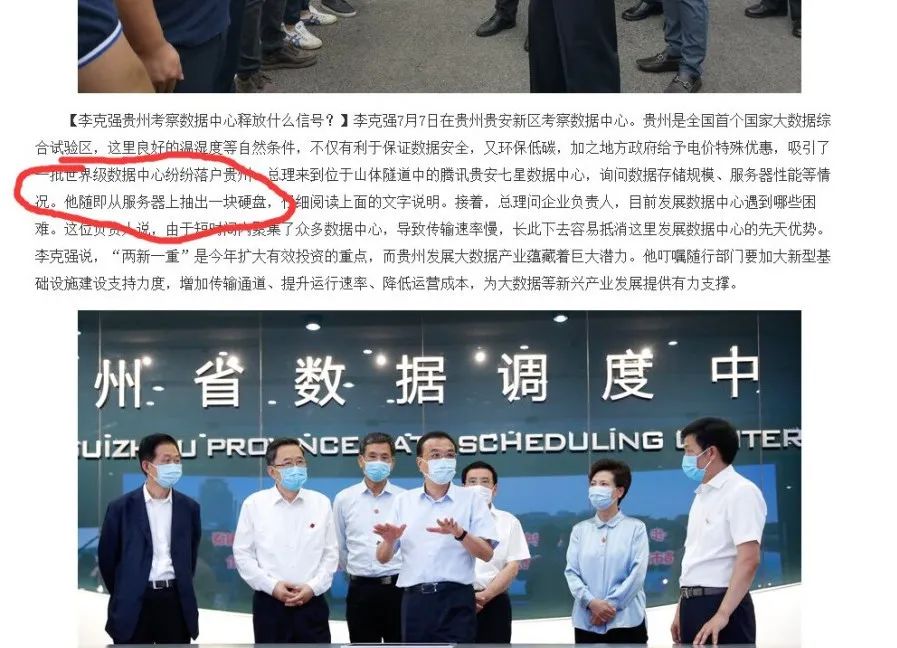 【李克强贵州考察数据中心释放什么信号？】李克强7月7日在贵州贵安新区考察数据中心。贵州是全国首个国家大数据综
合试验区，这里良好的温湿度等自然条件，不仅有利于保证数据安全，又环保低碳，加之地方政府给予电价特殊优惠，吸引了
一批世界级数据中心纷纷落户贵州。总理来到位于山体隧道中的腾讯贵安七星数据中心，询问数据存储规模、服务器性能等情
况。他随即从服务器上抽出一块硬盘，仔细阅读上面的文字说明。接着，总理问企业负责人，目前发展数据中心遇到哪些困
难。这位负责人说，由于短时间内聚集了众多数据中心，导致传输速率慢，长此下去容易抵消这里发展数据中心的先天优势。
李克强说，“两新一重”是今年扩大有效投资的重点，而贵州发展大数据产业蕴藏着巨大潜力。他叮嘱随行部门要加大新型基
础设施建设支持力度，增加传输通道、提升运行速率、降低运营成本，为大数据等新兴产业发展提供有力支撑。
州省数据调度中
GUIZHOU PROVINCE DATA SCHEDULING CENTER